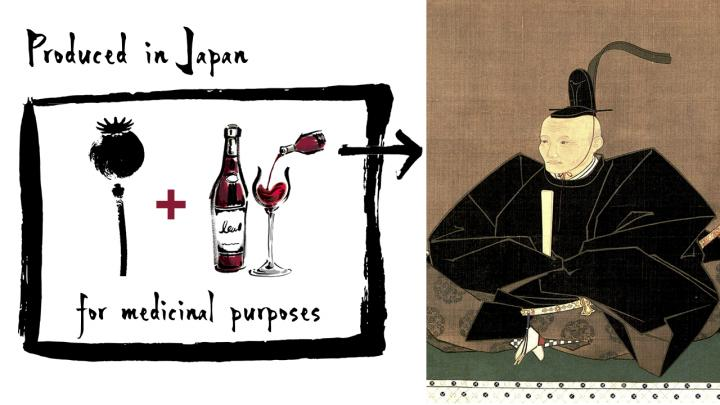 Produced in Japan
for medicinal purposes